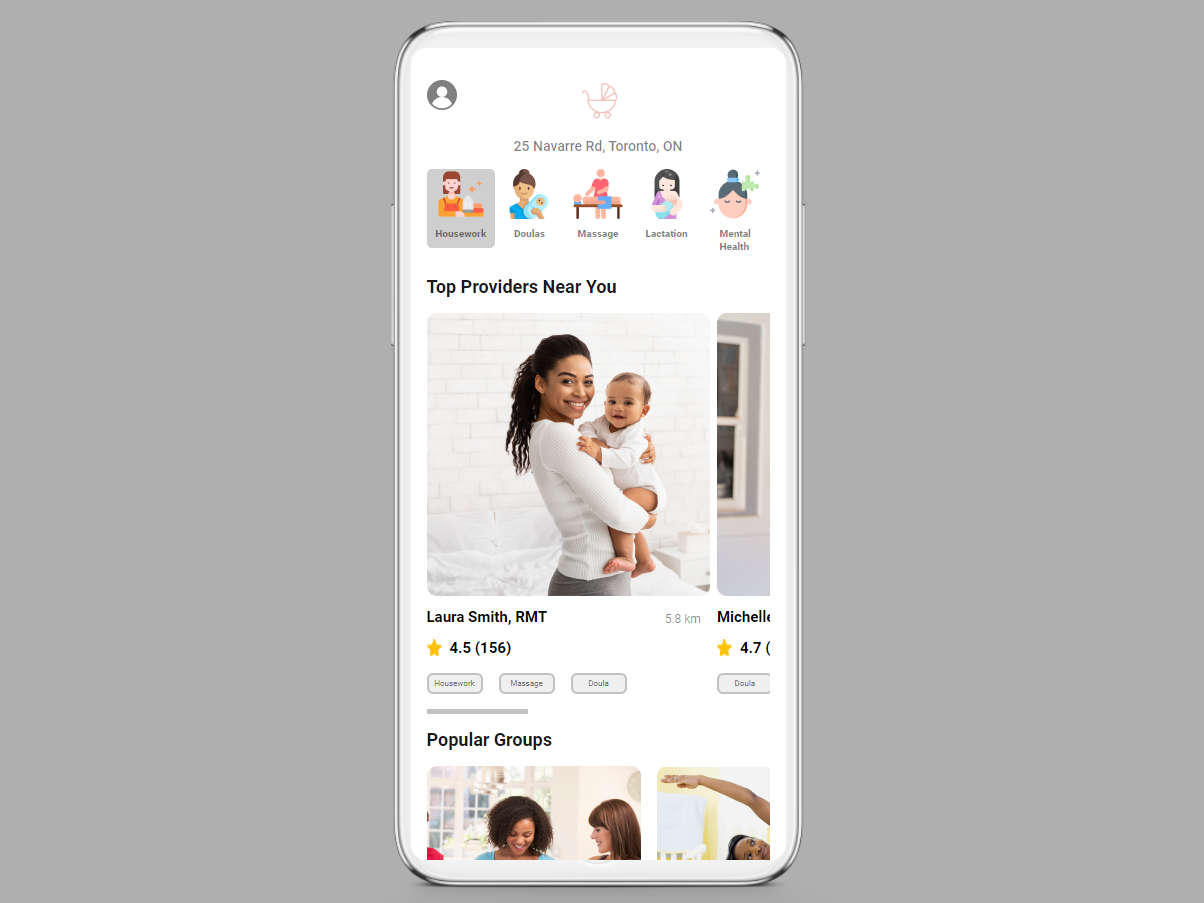 25 Navarre Rd, Toronto, ON
Housework
Doulas
Massage
Lactation
Mental
Health
Top Providers Near You
Laura Smith, RMT
5.8 km
Michelle
4.5 (156)
4.7 (
Housework
Massage
Doula
Doula
Popular Groups